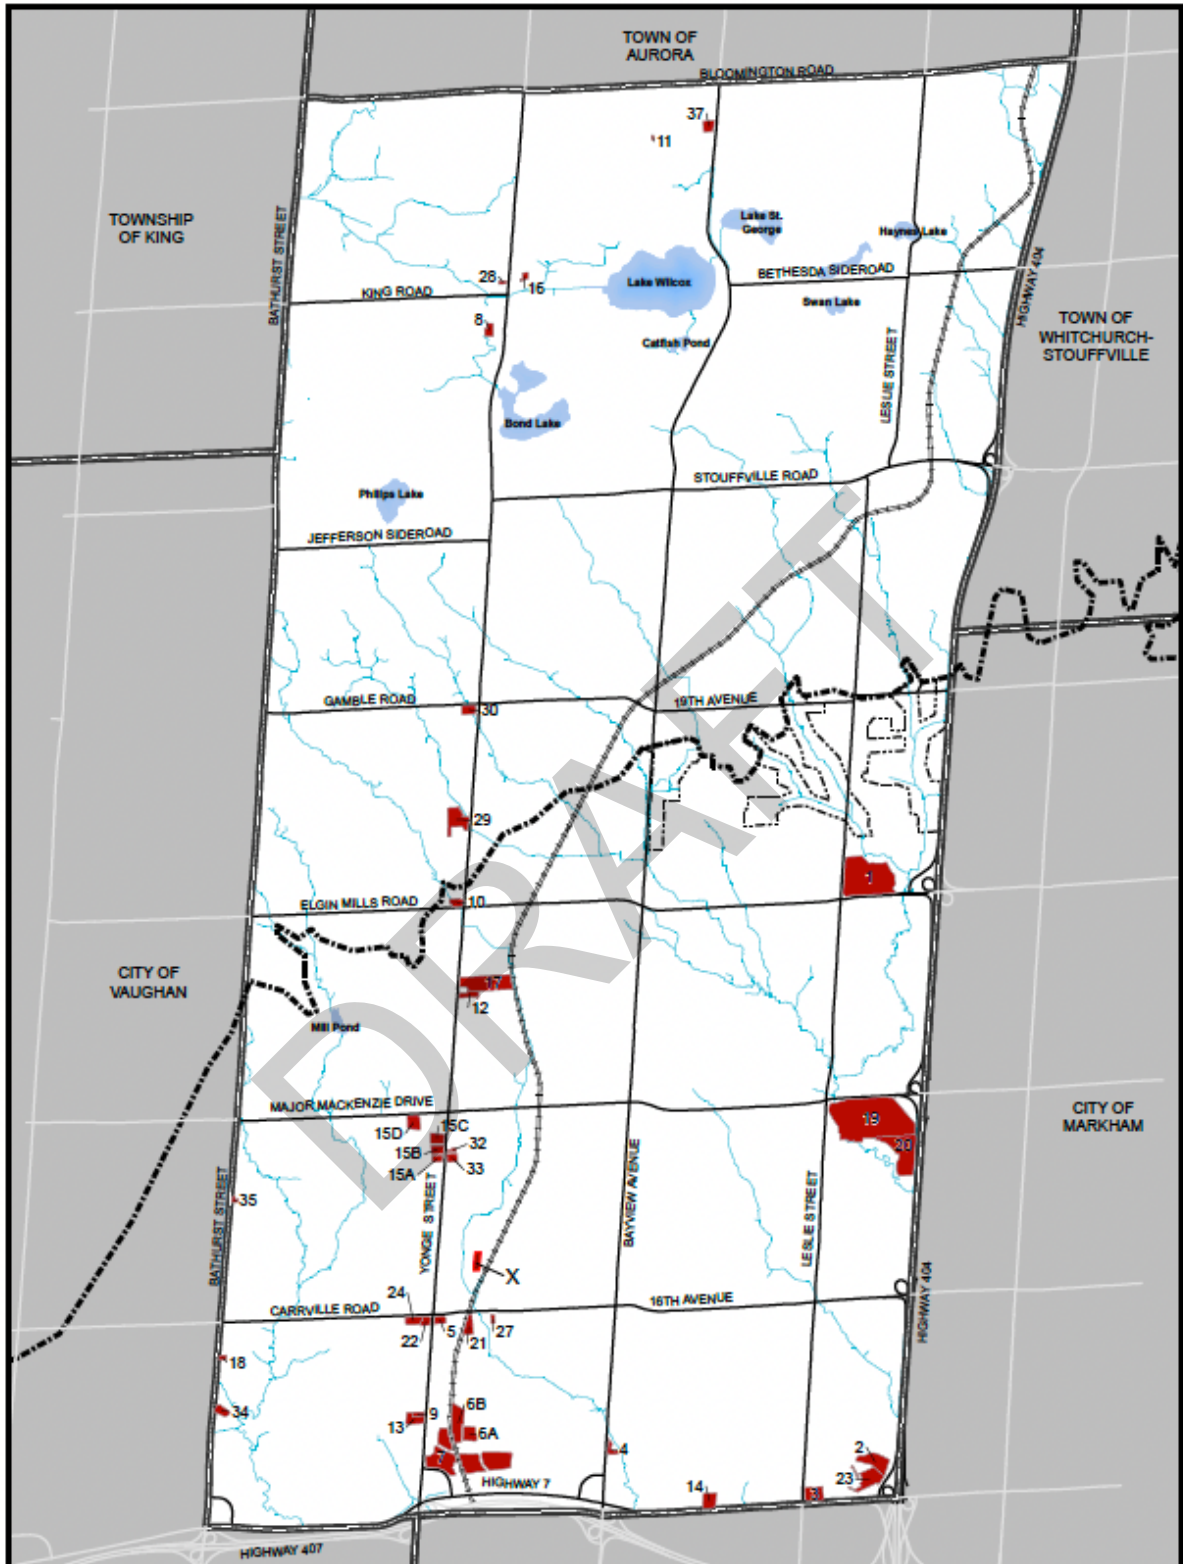 TOWN OF
AURORA
BLOOMINGTON ROAD
37
11
TOWNSHIP
OF KING
BATHURST STREET
Lake St.
George
Haynes Lake
BETHESDA SIDEROAD
HIGHWAY 404
28
16
KING ROAD
Lake Wilcox
Swan Lake
8
Catfish Pond
TOWN OF
WHITCHURCH-
STOUFFVILLE
LESLIE STREET
Bond Lake
STOUFFVILLE ROAD
Philips Lake
JEFFERSON SIDEROAD
DRAFT
GAMBLE ROAD
30
19TH AVENUE
29
1
ELGIN MILLS ROAD
10
CITY OF
VAUGHAN
17
12
Mill Pond
MAJOR MACKENZIE DRIVE
15D
15C
15B
32
15A
33
19
20
CITY OF
MARKHAM
35
BATHURST STREET
YONGE STREET
BAYVIEW AVENUE
LESLIE STREET
HIGHWAY 404
X
24
CARRVILLE ROAD
16TH AVENUE
22
5
21
27
18
34
13
9
6B
6A
7
4
2
23
HIGHWAY 7
14
3
HIGHWAY 407